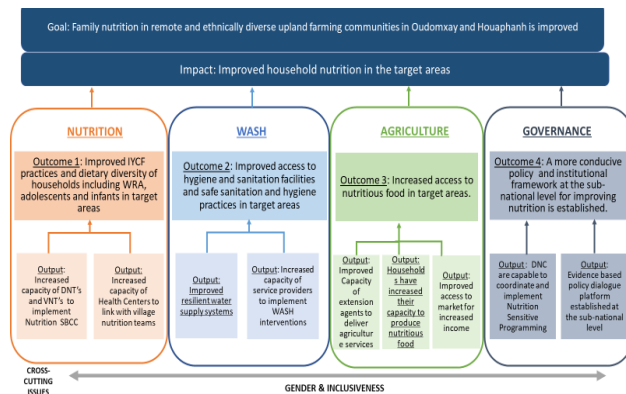 Goal: Family nutrition in remote and ethnically diverse upland farming communities in Oudomxay and Houaphanh is improved
Impact: Improved household nutrition in the target areas
NUTRITION
Outcome 1: Improved IYCF
practices and dietary diversity
of households including WRA,
adolescents and infants in target
areas
Output:
Increased
capacity of DNT's
and VNT's to
implement
Nutrition SBCC
Output:
Increased
capacity of
Health Centers to
link with village
nutrition teams
WASH
Outcome 2: Improved access to
hygiene and sanitation facilities
and safe sanitation and hygiene
practices in target areas
Output:
Improved
resilient water
supply systems
Output: Increased
capacity of
service providers
to implement
WASH
interventions
AGRICULTURE
Outcome 3: Increased access to
nutritious food in target areas.
Output:
Improved
Capacity
of
extension
agents to
deliver
agricultur
e services
Output:
Household
s have
increased
their
capacity to
produce
nutritious
food
Output:
Improved
access to
market for
increased
income
GOVERNANCE
Outcome 4: A more conducive
policy and institutional
framework at the sub-
national level for improving
nutrition is established.
Output: DNC
are capable to
coordinate and
implement
Nutrition
Sensitive
Programming
Output:
Evidence based
policy dialogue
platform
established at
the sub-national
level
CROSS-
CUTTING
ISSUES
GENDER & INCLUSIVENESS